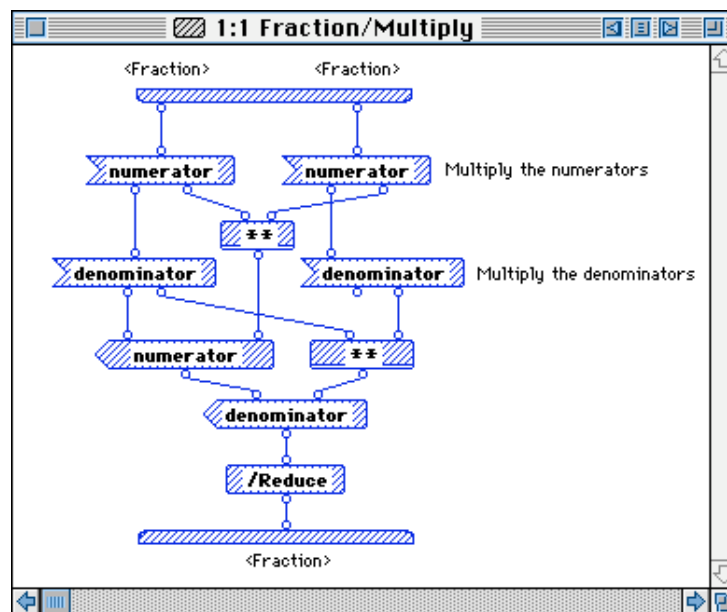 1:1 Fraction/Multiply
<Fraction> <Fraction>
numerator numerator Multiply the numerators
**
denominator denominator Multiply the denominators
numerator **
denominator
/Reduce
<Fraction>